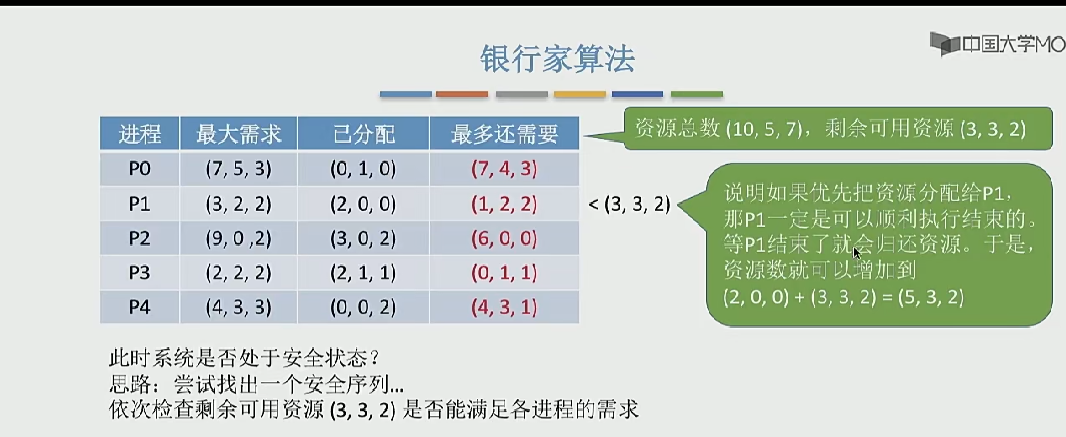 中国大学MO
银行家算法
进程 最大需求 已分配 最多还需要
P0 (7, 5, 3) (0, 1, 0) (7, 4, 3)
P1 (3, 2, 2) (2, 0, 0) (1, 2, 2)
P2 (9, 0 ,2) (3, 0, 2) (6, 0, 0)
P3 (2, 2, 2) (2, 1, 1) (0, 1, 1)
P4 (4, 3, 3) (0, 0, 2) (4, 3, 1)
资源总数 (10, 5, 7)，剩余可用资源 (3, 3, 2)
< (3, 3, 2)
说明如果优先把资源分配给P1，
那P1一定是可以顺利执行结束的。
等P1结束了就会归还资源。于是，
资源数就可以增加到
(2, 0, 0) + (3, 3, 2) = (5, 3, 2)
此时系统是否处于安全状态？
思路：尝试找出一个安全序列...
依次检查剩余可用资源 (3, 3, 2) 是否能满足各进程的需求